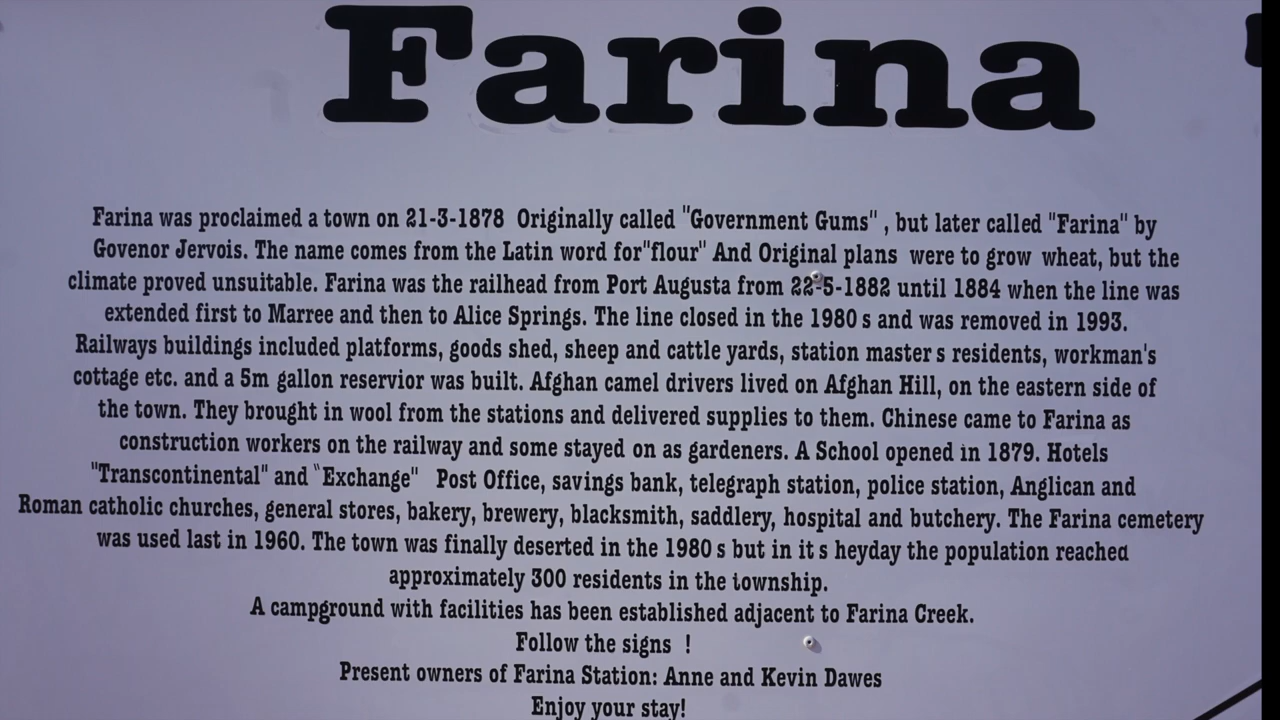 Farina
Farina was proclaimed a town on 21-3-1878 Originally called "Government Gums" , but later called "Farina" by
Govenor Jervois. The name comes from the Latin word for"flour" And Original plans were to grow wheat, but the
climate proved unsuitable. Farina was the railhead from Port Augusta from 22-5-1882 until 1884 when the line was
extended first to Marree and then to Alice Springs. The line closed in the 1980 s and was removed in 1993.
Railways buildings included platforms, goods shed, sheep and cattle yards, station master s residents, workman's
cottage etc. and a 5m gallon reservior was built. Afghan camel drivers lived on Afghan Hill, on the eastern side of
the town. They brought in wool from the stations and delivered supplies to them. Chinese came to Farina as
construction workers on the railway and some stayed on as gardeners. A School opened in 1879. Hotels
"Transcontinental" and "Exchange" Post Office, savings bank, telegraph station, police station, Anglican and
Roman catholic churches, general stores, bakery, brewery, blacksmith, saddlery, hospital and butchery. The Farina cemetery
was used last in 1960. The town was finally deserted in the 1980 s but in it s heyday the population reached
approximately 300 residents in the township.
A campground with facilities has been established adjacent to Farina Creek.
Follow the signs !
Present owners of Farina Station: Anne and Kevin Dawes
Enjoy your stay!